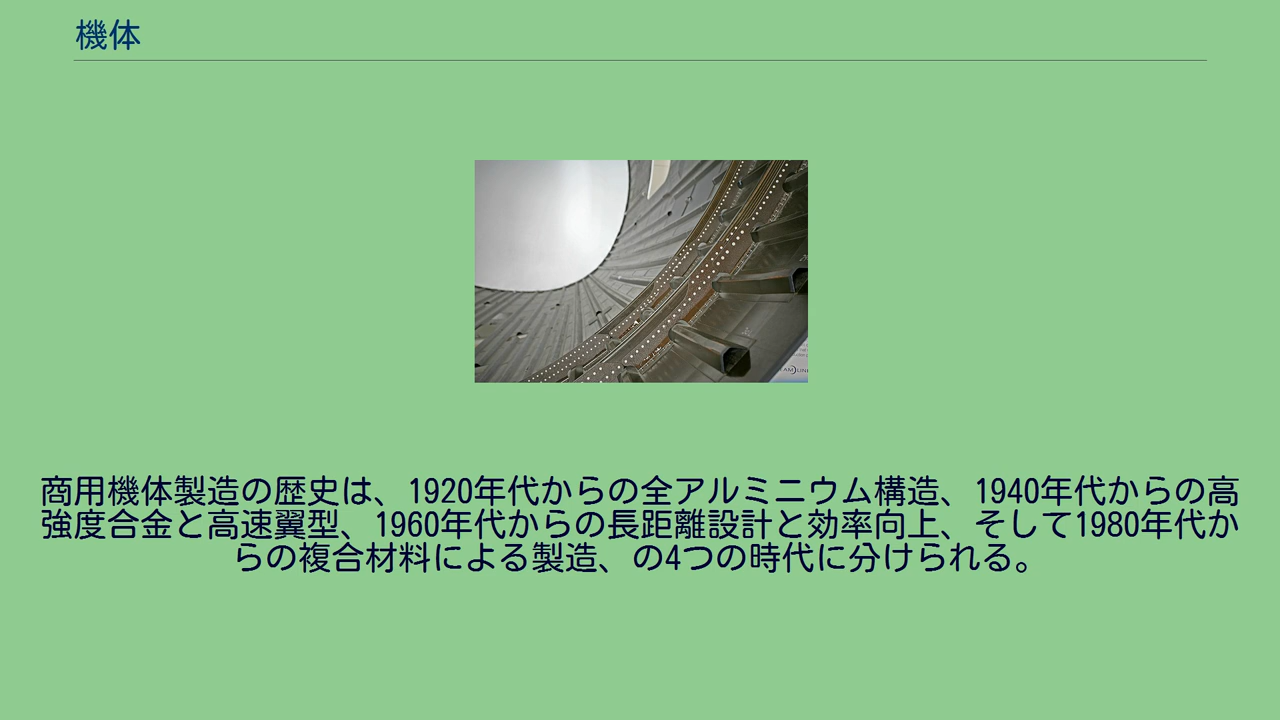 機体
商用機体製造の歴史は、1920年代からの全アルミニウム構造、1940年代からの高
強度合金と高速翼型、1960年代からの長距離設計と効率向上、そして1980年代か
らの複合材料による製造、の4つの時代に分けられる。